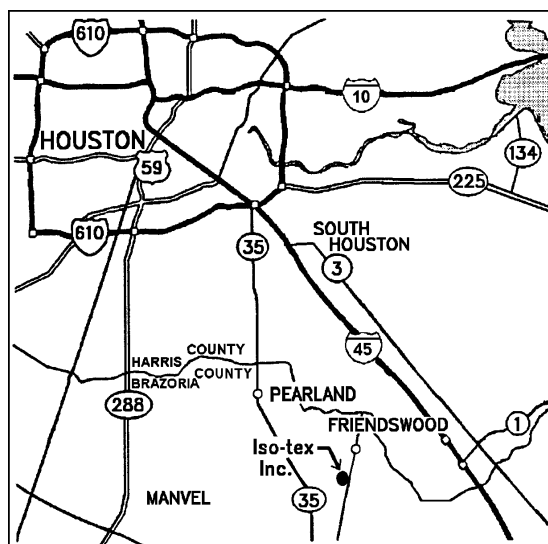 610
10
HOUSTON
59
134
225
610
35
SOUTH
HOUSTON
3
45
HARRIS COUNTY
BRAZORIA COUNTY
288
PEARLAND
FRIENDSWOOD
1
Iso-tex
Inc.
MANVEL
35